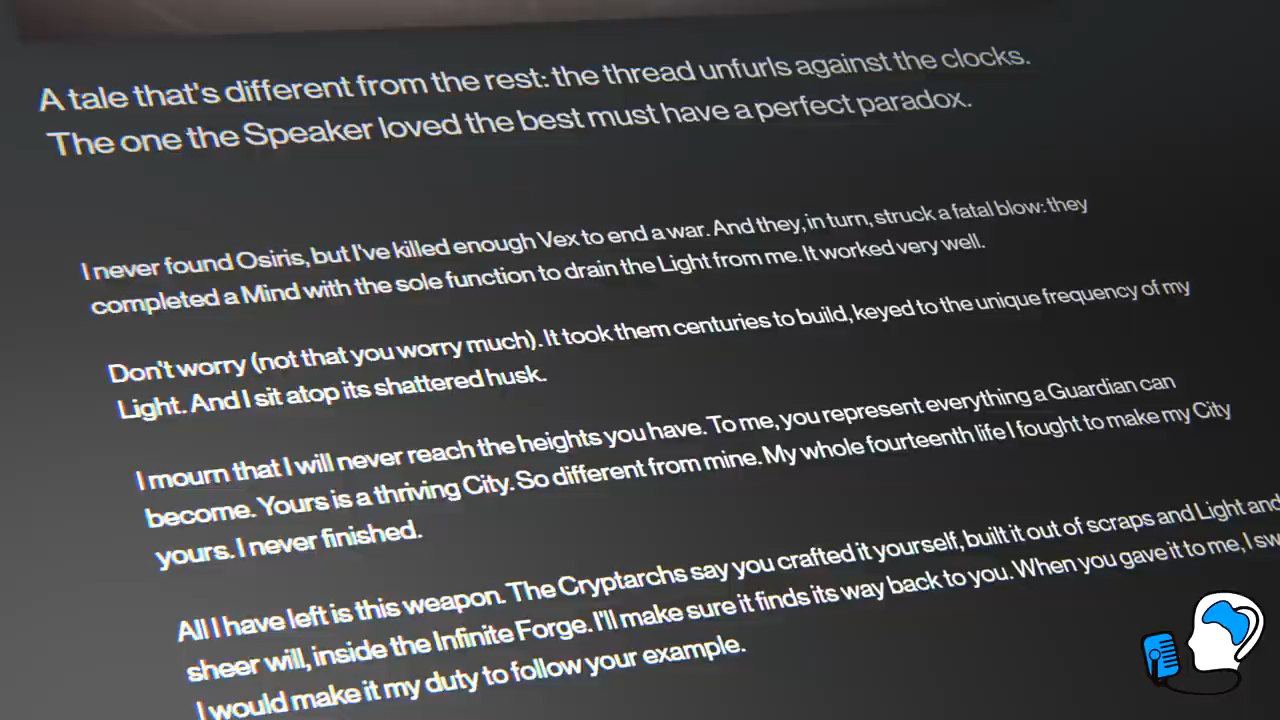 A tale that's different from the rest: the thread unfurls against the clocks.
The one the Speaker loved the best must have a perfect paradox.
I never found Osiris, but I've killed enough Vex to end a war. And they, in turn, struck a fatal blow: they
completed a Mind with the sole function to drain the Light from me. It worked very well.
Don't worry (not that you worry much). It took them centuries to build, keyed to the unique frequency of my
Light. And I sit atop its shattered husk.
I mourn that I will never reach the heights you have. To me, you represent everything a Guardian can
become. Yours is a thriving City. So different from mine. My whole fourteenth life I fought to make my City
yours. I never finished.
All I have left is this weapon. The Cryptarchs say you crafted it yourself, built it out of scraps and Light and
sheer will, inside the Infinite Forge. I'll make sure it finds its way back to you. When you gave it to me, I sw
I would make it my duty to follow your example.